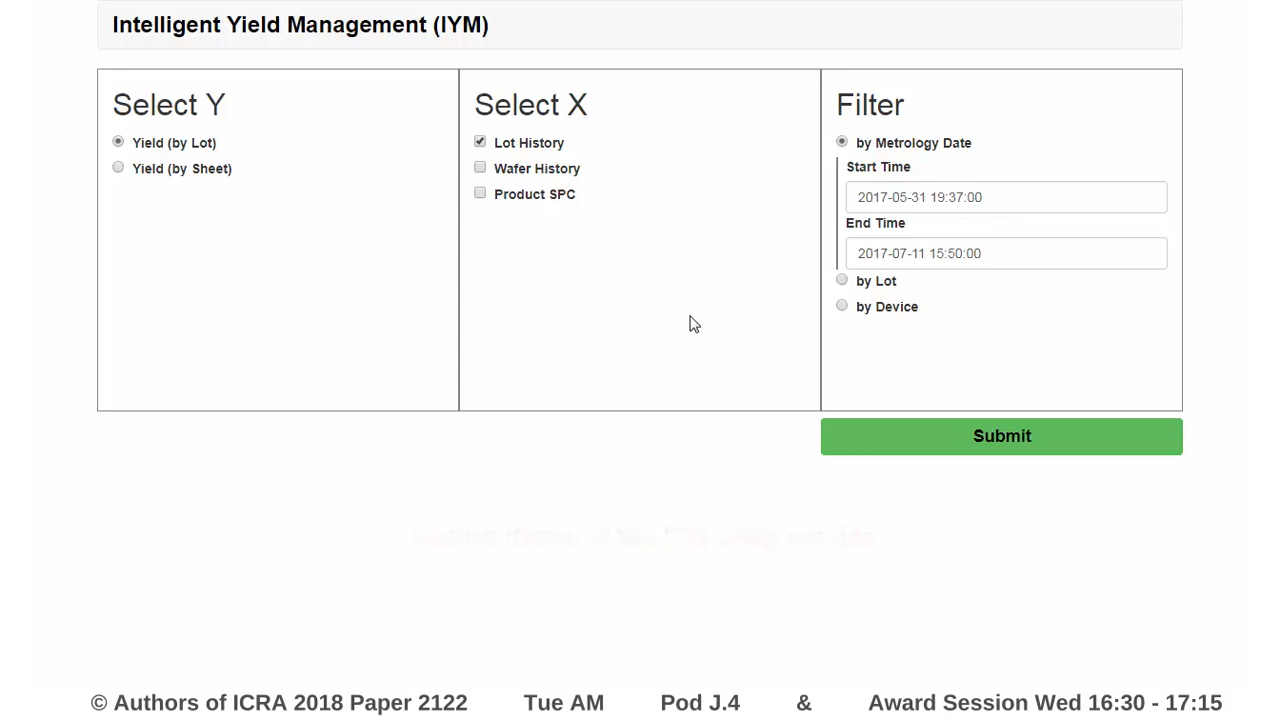 Intelligent Yield Management (IYM)
Select Y
Yield (by Lot)
Yield (by Sheet)
Select X
Lot History
Wafer History
Product SPC
Filter
by Metrology Date
Start Time
2017-05-31 19:37:00
End Time
2017-07-11 15:50:00
by Lot
by Device
Submit
© Authors of ICRA 2018 Paper 2122 Tue AM Pod J.4 & Award Session Wed 16:30 - 17:15